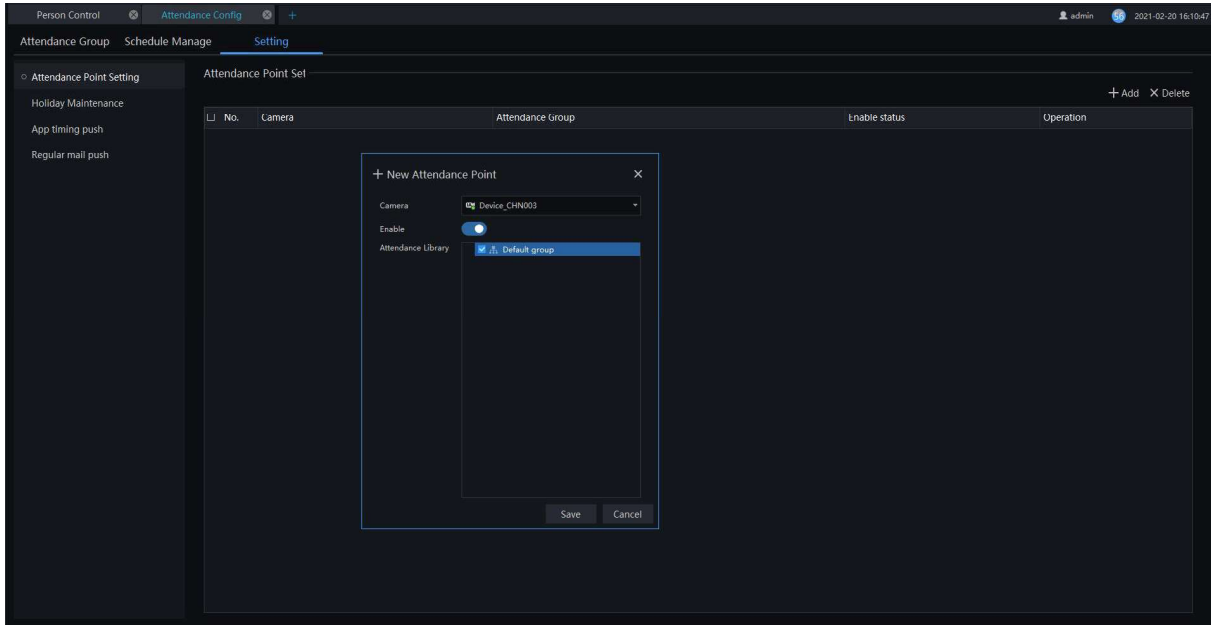 Person Control Attendance Config + admin 56 2021-02-20 16:10:47
Attendance Group Schedule Manage Setting
Attendance Point Setting
Holiday Maintenance
App timing push
Regular mail push
Attendance Point Set
+ Add × Delete
No. Camera Attendance Group Enable status Operation
+ New Attendance Point ×
Camera Device_CHN003
Enable
Attendance Library Default group
Save Cancel